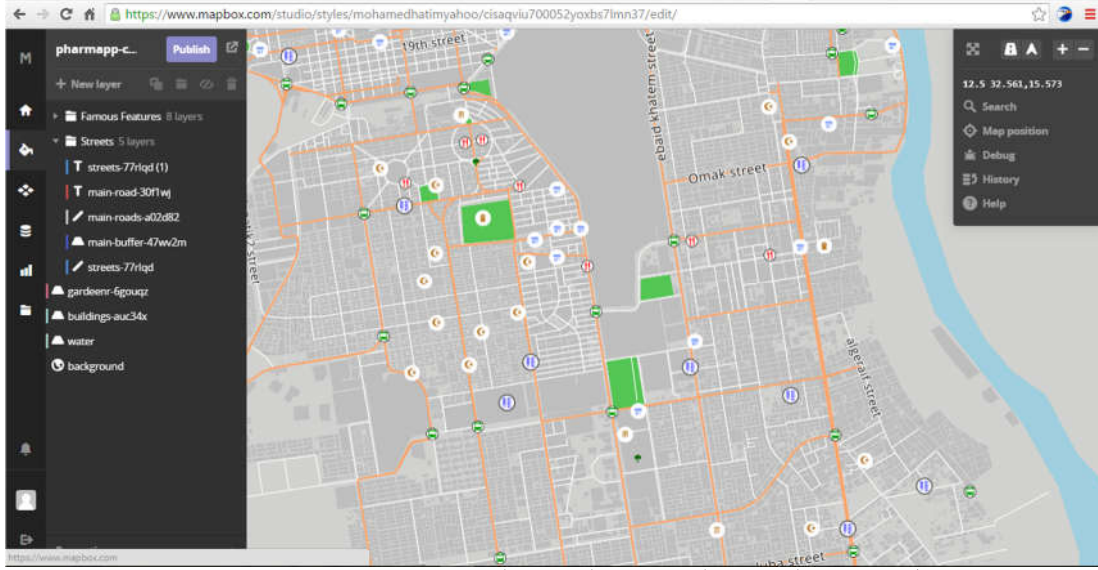 https://www.mapbox.com/studio/styles/mohamedhatimyahoo/cisaqviu700052yoxbs7lmn37/edit/
pharmapp-c...
Publish
+ New layer
Famous Features 8 layers
Streets 5 layers
T streets-77rlqd (1)
T main-road-30f1wj
main-roads-a02d82
main-buffer-47wv2m
streets-77rlqd
gardeenr-6gouqz
buildings-auc34x
water
background
https://www.mapbox.com
19th street
ebaid khatem street
Omak street
street
algeraif street
street
12.5 32.561,15.573
Search
Map position
Debug
History
Help